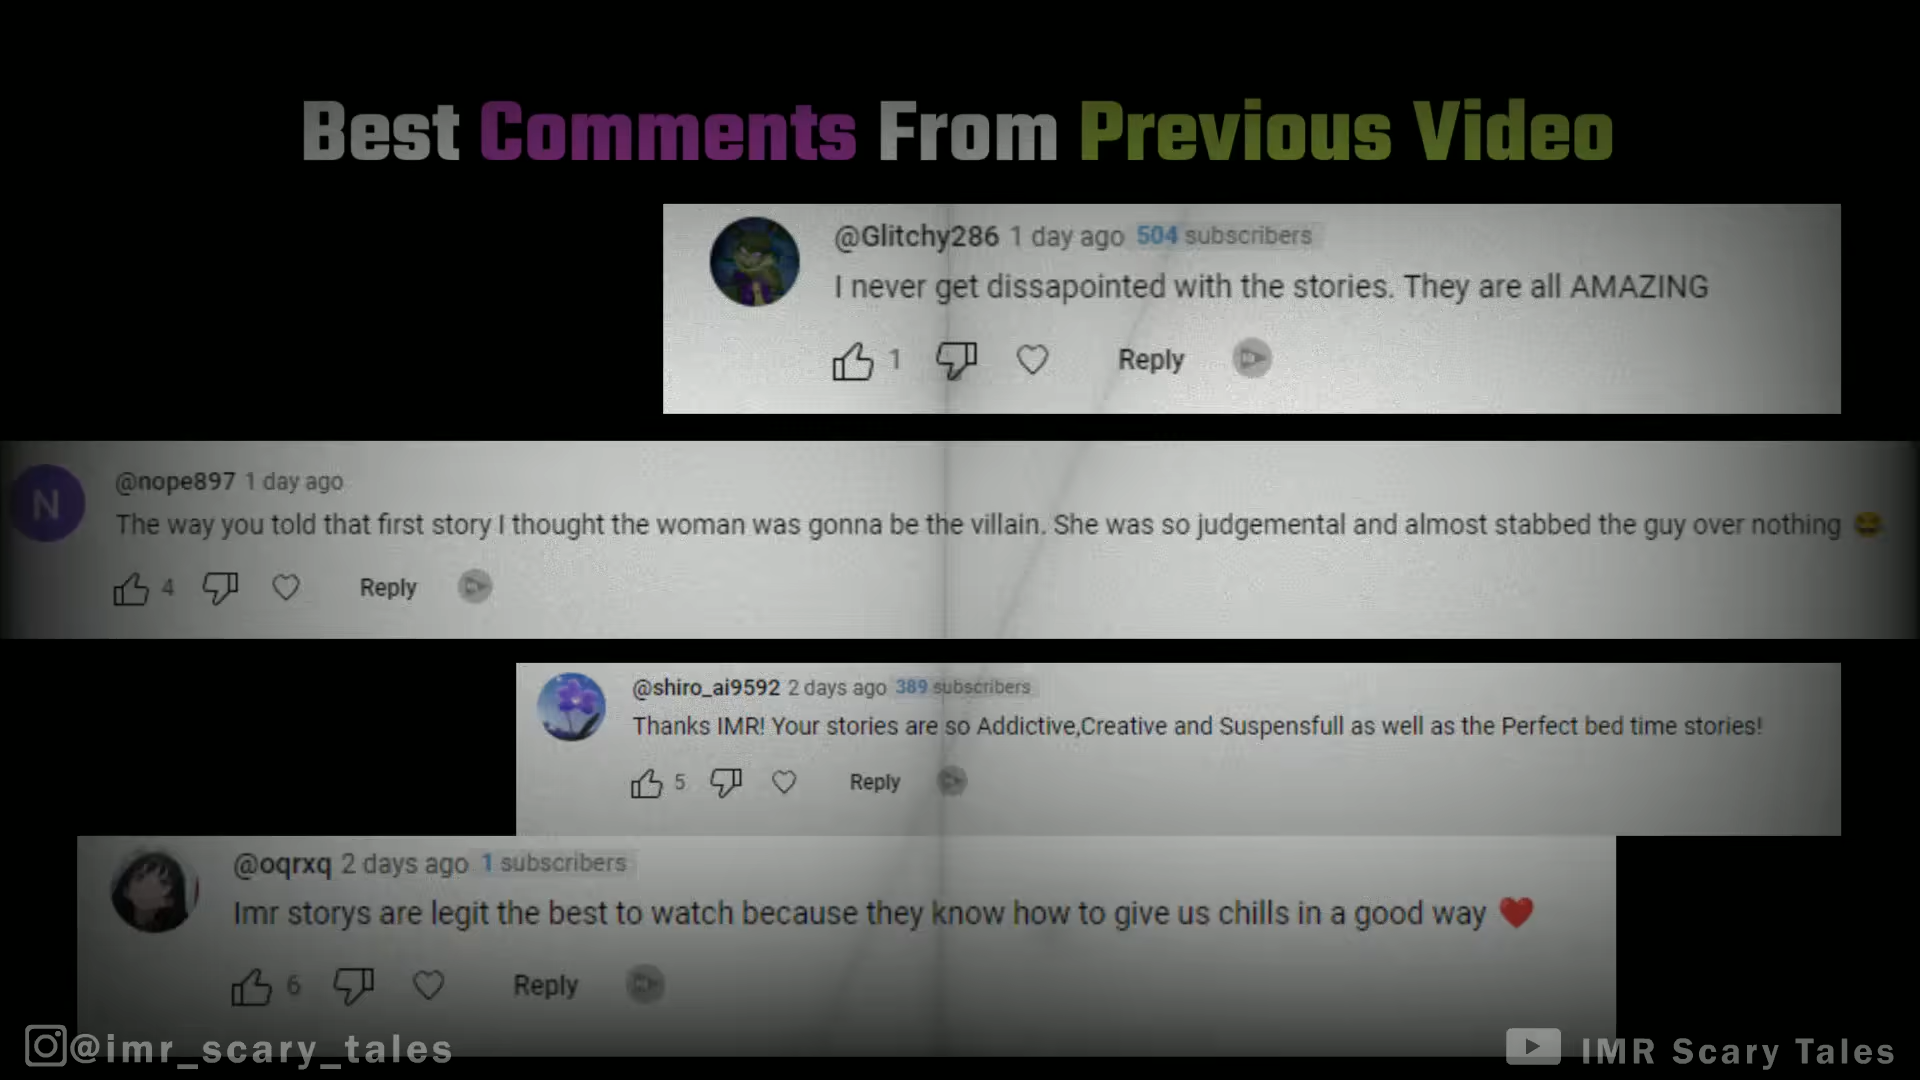 Best Comments From Previous Video
@Glitchy286 1 day ago 504 subscribers
I never get dissapointed with the stories. They are all AMAZING
1 Reply
N
@nope897 1 day ago
The way you told that first story I thought the woman was gonna be the villain. She was so judgemental and almost stabbed the guy over nothing 😆
4 Reply
@shiro_ai9592 2 days ago 389 subscribers
Thanks IMR! Your stories are so Addictive,Creative and Suspensfull as well as the Perfect bed time stories!
5 Reply
@oqrxq 2 days ago 1 subscribers
Imr storys are legit the best to watch because they know how to give us chills in a good way ❤️
6 Reply
@imr_scary_tales
IMR Scary Tales